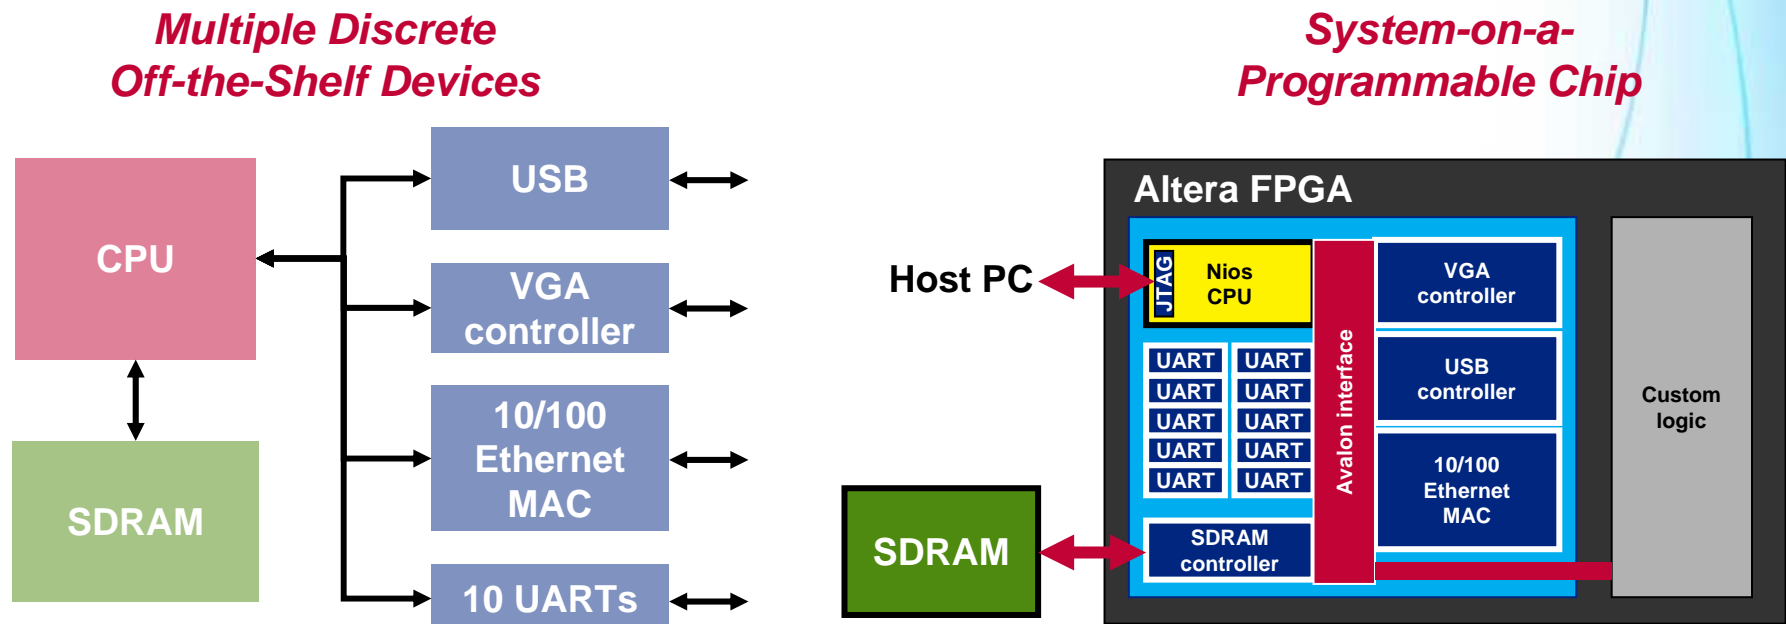 Multiple Discrete
Off-the-Shelf Devices
CPU
SDRAM
USB
VGA
controller
10/100
Ethernet
MAC
10 UARTs
System-on-a-
Programmable Chip
Altera FPGA
Host PC
JTAG
Nios
CPU
UART UART
UART UART
UART UART
UART UART
UART UART
SDRAM
SDRAM
controller
Avalon interface
VGA
controller
USB
controller
10/100
Ethernet
MAC
Custom
logic